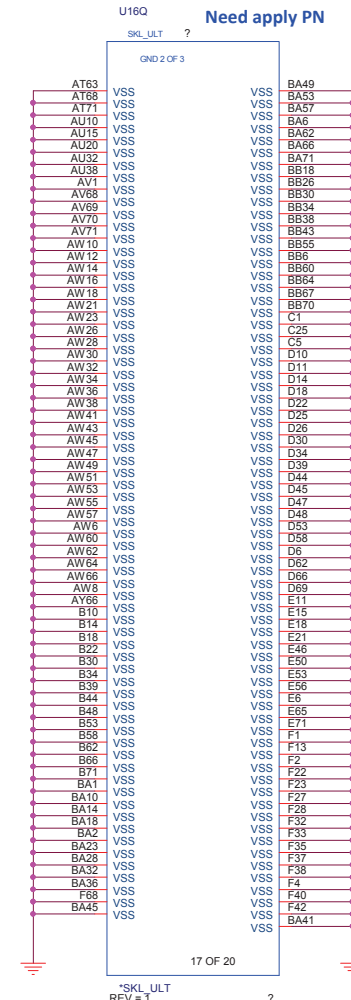 U16Q
Need apply PN
SKL_ULT ?
GND 2 OF 3
AT63 VSS VSS BA49
AT68 VSS VSS BA53
AT71 VSS VSS BA57
AU10 VSS VSS BA6
AU15 VSS VSS BA62
AU20 VSS VSS BA66
AU32 VSS VSS BA71
AU38 VSS VSS BB18
AV1 VSS VSS BB26
AV68 VSS VSS BB30
AV69 VSS VSS BB34
AV70 VSS VSS BB38
AV71 VSS VSS BB43
AW10 VSS VSS BB55
AW12 VSS VSS BB6
AW14 VSS VSS BB60
AW16 VSS VSS BB64
AW18 VSS VSS BB67
AW21 VSS VSS BB70
AW23 VSS VSS C1
AW26 VSS VSS C25
AW28 VSS VSS C5
AW30 VSS VSS D10
AW32 VSS VSS D11
AW34 VSS VSS D14
AW36 VSS VSS D18
AW38 VSS VSS D22
AW41 VSS VSS D25
AW43 VSS VSS D26
AW45 VSS VSS D30
AW47 VSS VSS D34
AW49 VSS VSS D39
AW51 VSS VSS D44
AW53 VSS VSS D45
AW55 VSS VSS D47
AW57 VSS VSS D48
AW6 VSS VSS D53
AW60 VSS VSS D58
AW62 VSS VSS D6
AW64 VSS VSS D62
AW66 VSS VSS D66
AW8 VSS VSS D69
AY66 VSS VSS E11
B10 VSS VSS E15
B14 VSS VSS E18
B18 VSS VSS E21
B22 VSS VSS E46
B30 VSS VSS E50
B34 VSS VSS E53
B39 VSS VSS E56
B44 VSS VSS E6
B48 VSS VSS E65
B53 VSS VSS E71
B58 VSS VSS F1
B62 VSS VSS F13
B66 VSS VSS F2
B71 VSS VSS F22
BA1 VSS VSS F23
BA10 VSS VSS F27
BA14 VSS VSS F28
BA18 VSS VSS F32
BA2 VSS VSS F33
BA23 VSS VSS F35
BA28 VSS VSS F37
BA32 VSS VSS F38
BA36 VSS VSS F4
F68 VSS VSS F40
BA45 VSS VSS F42
VSS BA41
17 OF 20
*SKL_ULT
REV = 1 ?